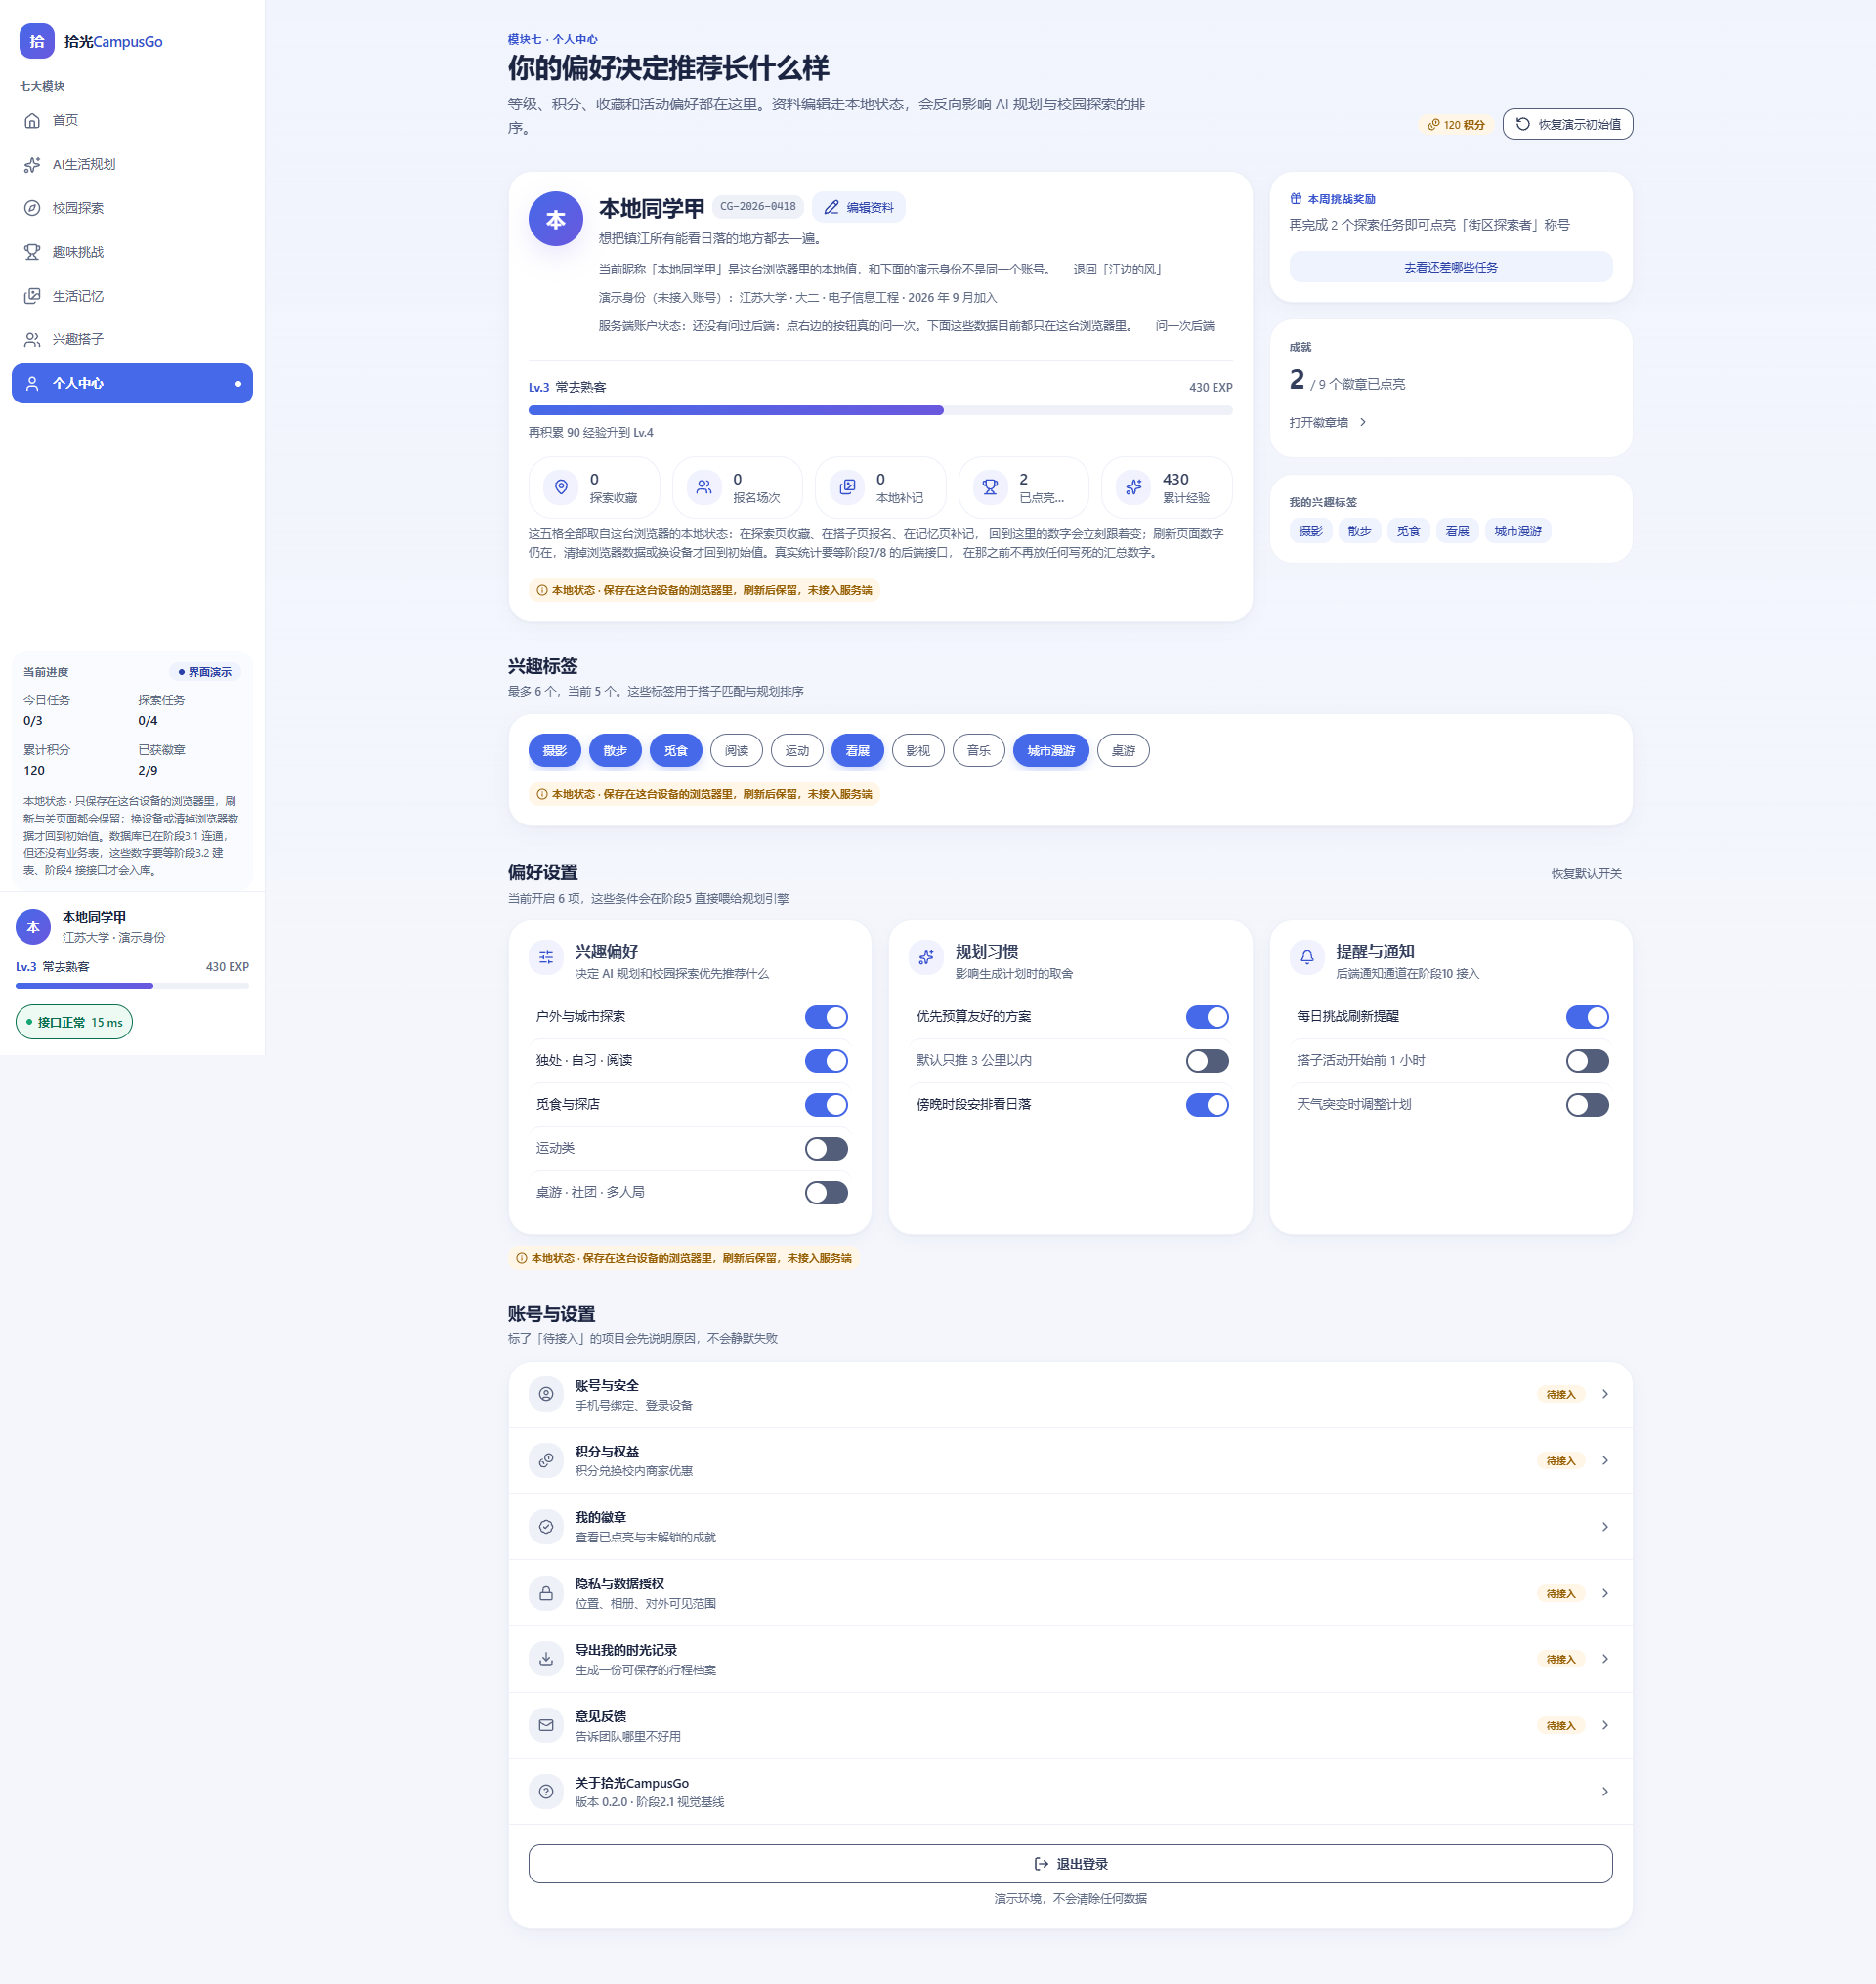 拾 拾光CampusGo
七大模块
首页
AI生活规划
校园探索
趣味挑战
生活记忆
兴趣搭子
个人中心
当前进度 界面演示
今日任务 探索任务
0/3 0/4
累计积分 已获徽章
120 2/9
本地状态 · 只保存在这台设备的浏览器里，刷
新与关页面都会保留；换设备或清掉浏览器数
据才回到初始值。数据库已在阶段3.1 连通，
但还没有业务表，这些数字要等阶段3.2 建
表、阶段4 接接口才会入库。
本 本地同学甲
江苏大学 · 演示身份
Lv.3 常去熟客 430 EXP
接口正常 15 ms
模块七 · 个人中心
你的偏好决定推荐长什么样
等级、积分、收藏和活动偏好都在这里。资料编辑走本地状态，会反向影响 AI 规划与校园探索的排
序。
120 积分 恢复演示初始值
本 本地同学甲 CG-2026-0418 编辑资料
想把镇江所有能看日落的地方都去一遍。
当前昵称「本地同学甲」是这台浏览器里的本地值，和下面的演示身份不是同一个账号。 退回「江边的风」
演示身份（未接入账号）：江苏大学 · 大二 · 电子信息工程 · 2026 年 9 月加入
服务端账户状态：还没有问过后端：点右边的按钮真的问一次。下面这些数据目前都只在这台浏览器里。 问一次后端
Lv.3 常去熟客 430 EXP
再积累 90 经验升到 Lv.4
0 探索收藏
0 报名场次
0 本地补记
2 已点亮…
430 累计经验
这五格全部取自这台浏览器的本地状态：在探索页收藏、在搭子页报名、在记忆页补记， 回到这里的数字会立刻跟着变；刷新页面数字
仍在，清掉浏览器数据或换设备才回到初始值。真实统计要等阶段7/8 的后端接口， 在那之前不再放任何写死的汇总数字。
本地状态 · 保存在这台设备的浏览器里，刷新后保留，未接入服务端
本周挑战奖励
再完成 2 个探索任务即可点亮「街区探索者」称号
去看还差哪些任务
成就
2 / 9 个徽章已点亮
打开徽章墙
我的兴趣标签
摄影 散步 觅食 看展 城市漫游
兴趣标签
最多 6 个，当前 5 个。这些标签用于搭子匹配与规划排序
摄影 散步 觅食 阅读 运动 看展 影视 音乐 城市漫游 桌游
本地状态 · 保存在这台设备的浏览器里，刷新后保留，未接入服务端
偏好设置 恢复默认开关
当前开启 6 项，这些条件会在阶段5 直接喂给规划引擎
兴趣偏好
决定 AI 规划和校园探索优先推荐什么
户外与城市探索
独处 · 自习 · 阅读
觅食与探店
运动类
桌游 · 社团 · 多人局
规划习惯
影响生成计划时的取舍
优先预算友好的方案
默认只推 3 公里以内
傍晚时段安排看日落
提醒与通知
后端通知通道在阶段10 接入
每日挑战刷新提醒
搭子活动开始前 1 小时
天气突变时调整计划
本地状态 · 保存在这台设备的浏览器里，刷新后保留，未接入服务端
账号与设置
标了「待接入」的项目会先说明原因，不会静默失败
账号与安全 待接入
手机号绑定、登录设备
积分与权益 待接入
积分兑换校内商家优惠
我的徽章
查看已点亮与未解锁的成就
隐私与数据授权 待接入
位置、相册、对外可见范围
导出我的时光记录 待接入
生成一份可保存的行程档案
意见反馈 待接入
告诉团队哪里不好用
关于拾光CampusGo
版本 0.2.0 · 阶段2.1 视觉基线
退出登录
演示环境，不会清除任何数据